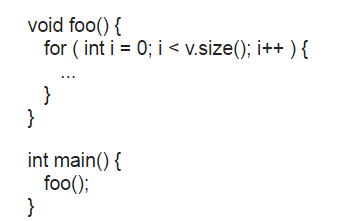 void foo() {
for ( int i = 0; i < v.size(); i++ ) {
...
}
}
int main() {
foo();
}